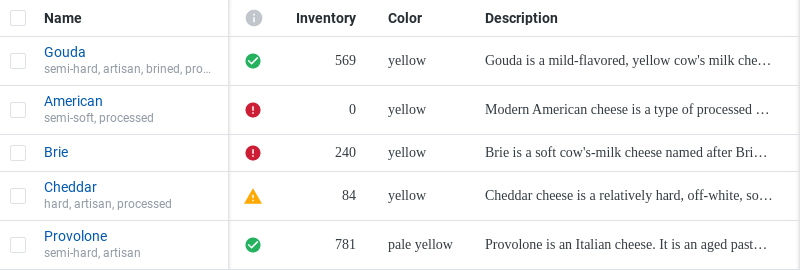 Name Inventory Color Description
Gouda 569 yellow Gouda is a mild-flavored, yellow cow's milk che…
semi-hard, artisan, brined, pro…
American 0 yellow Modern American cheese is a type of processed …
semi-soft, processed
Brie 240 yellow Brie is a soft cow's-milk cheese named after Bri…
Cheddar 84 yellow Cheddar cheese is a relatively hard, off-white, so…
hard, artisan, processed
Provolone 781 pale yellow Provolone is an Italian cheese. It is an aged past…
semi-hard, artisan